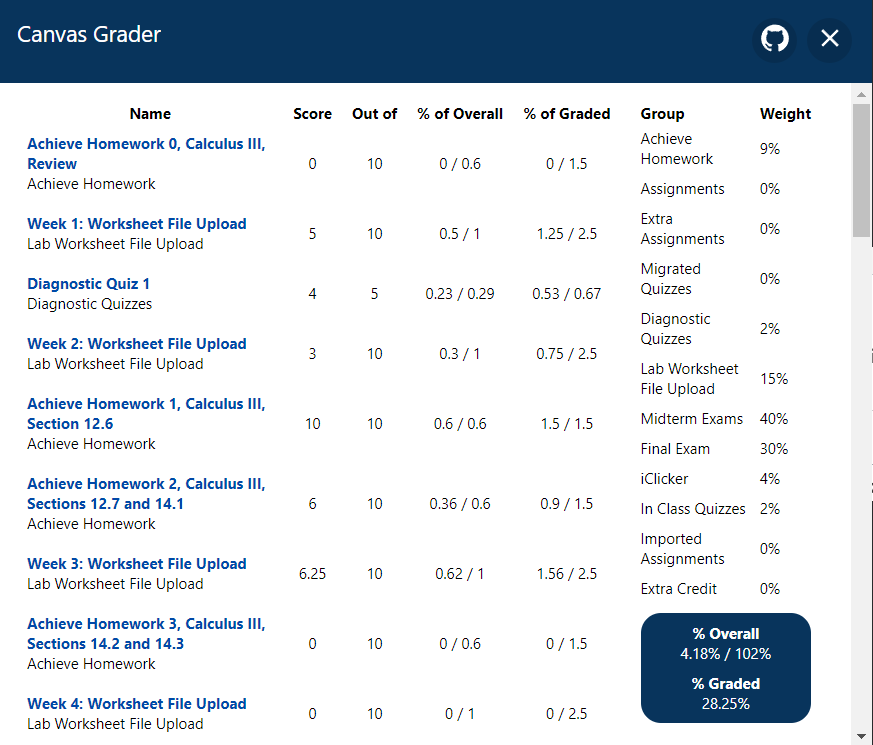 Canvas Grader
Name Score Out of % of Overall % of Graded
Achieve Homework 0, Calculus III,
Review
Achieve Homework
0 10 0 / 0.6 0 / 1.5
Week 1: Worksheet File Upload
Lab Worksheet File Upload
5 10 0.5 / 1 1.25 / 2.5
Diagnostic Quiz 1
Diagnostic Quizzes
4 5 0.23 / 0.29 0.53 / 0.67
Week 2: Worksheet File Upload
Lab Worksheet File Upload
3 10 0.3 / 1 0.75 / 2.5
Achieve Homework 1, Calculus III,
Section 12.6
Achieve Homework
10 10 0.6 / 0.6 1.5 / 1.5
Achieve Homework 2, Calculus III,
Sections 12.7 and 14.1
Achieve Homework
6 10 0.36 / 0.6 0.9 / 1.5
Week 3: Worksheet File Upload
Lab Worksheet File Upload
6.25 10 0.62 / 1 1.56 / 2.5
Achieve Homework 3, Calculus III,
Sections 14.2 and 14.3
Achieve Homework
0 10 0 / 0.6 0 / 1.5
Week 4: Worksheet File Upload
Lab Worksheet File Upload
0 10 0 / 1 0 / 2.5
Group Weight
Achieve
Homework
9%
Assignments 0%
Extra
Assignments
0%
Migrated
Quizzes
0%
Diagnostic
Quizzes
2%
Lab Worksheet
File Upload
15%
Midterm Exams 40%
Final Exam 30%
iClicker 4%
In Class Quizzes 2%
Imported
Assignments
0%
Extra Credit 0%
% Overall
4.18% / 102%
% Graded
28.25%